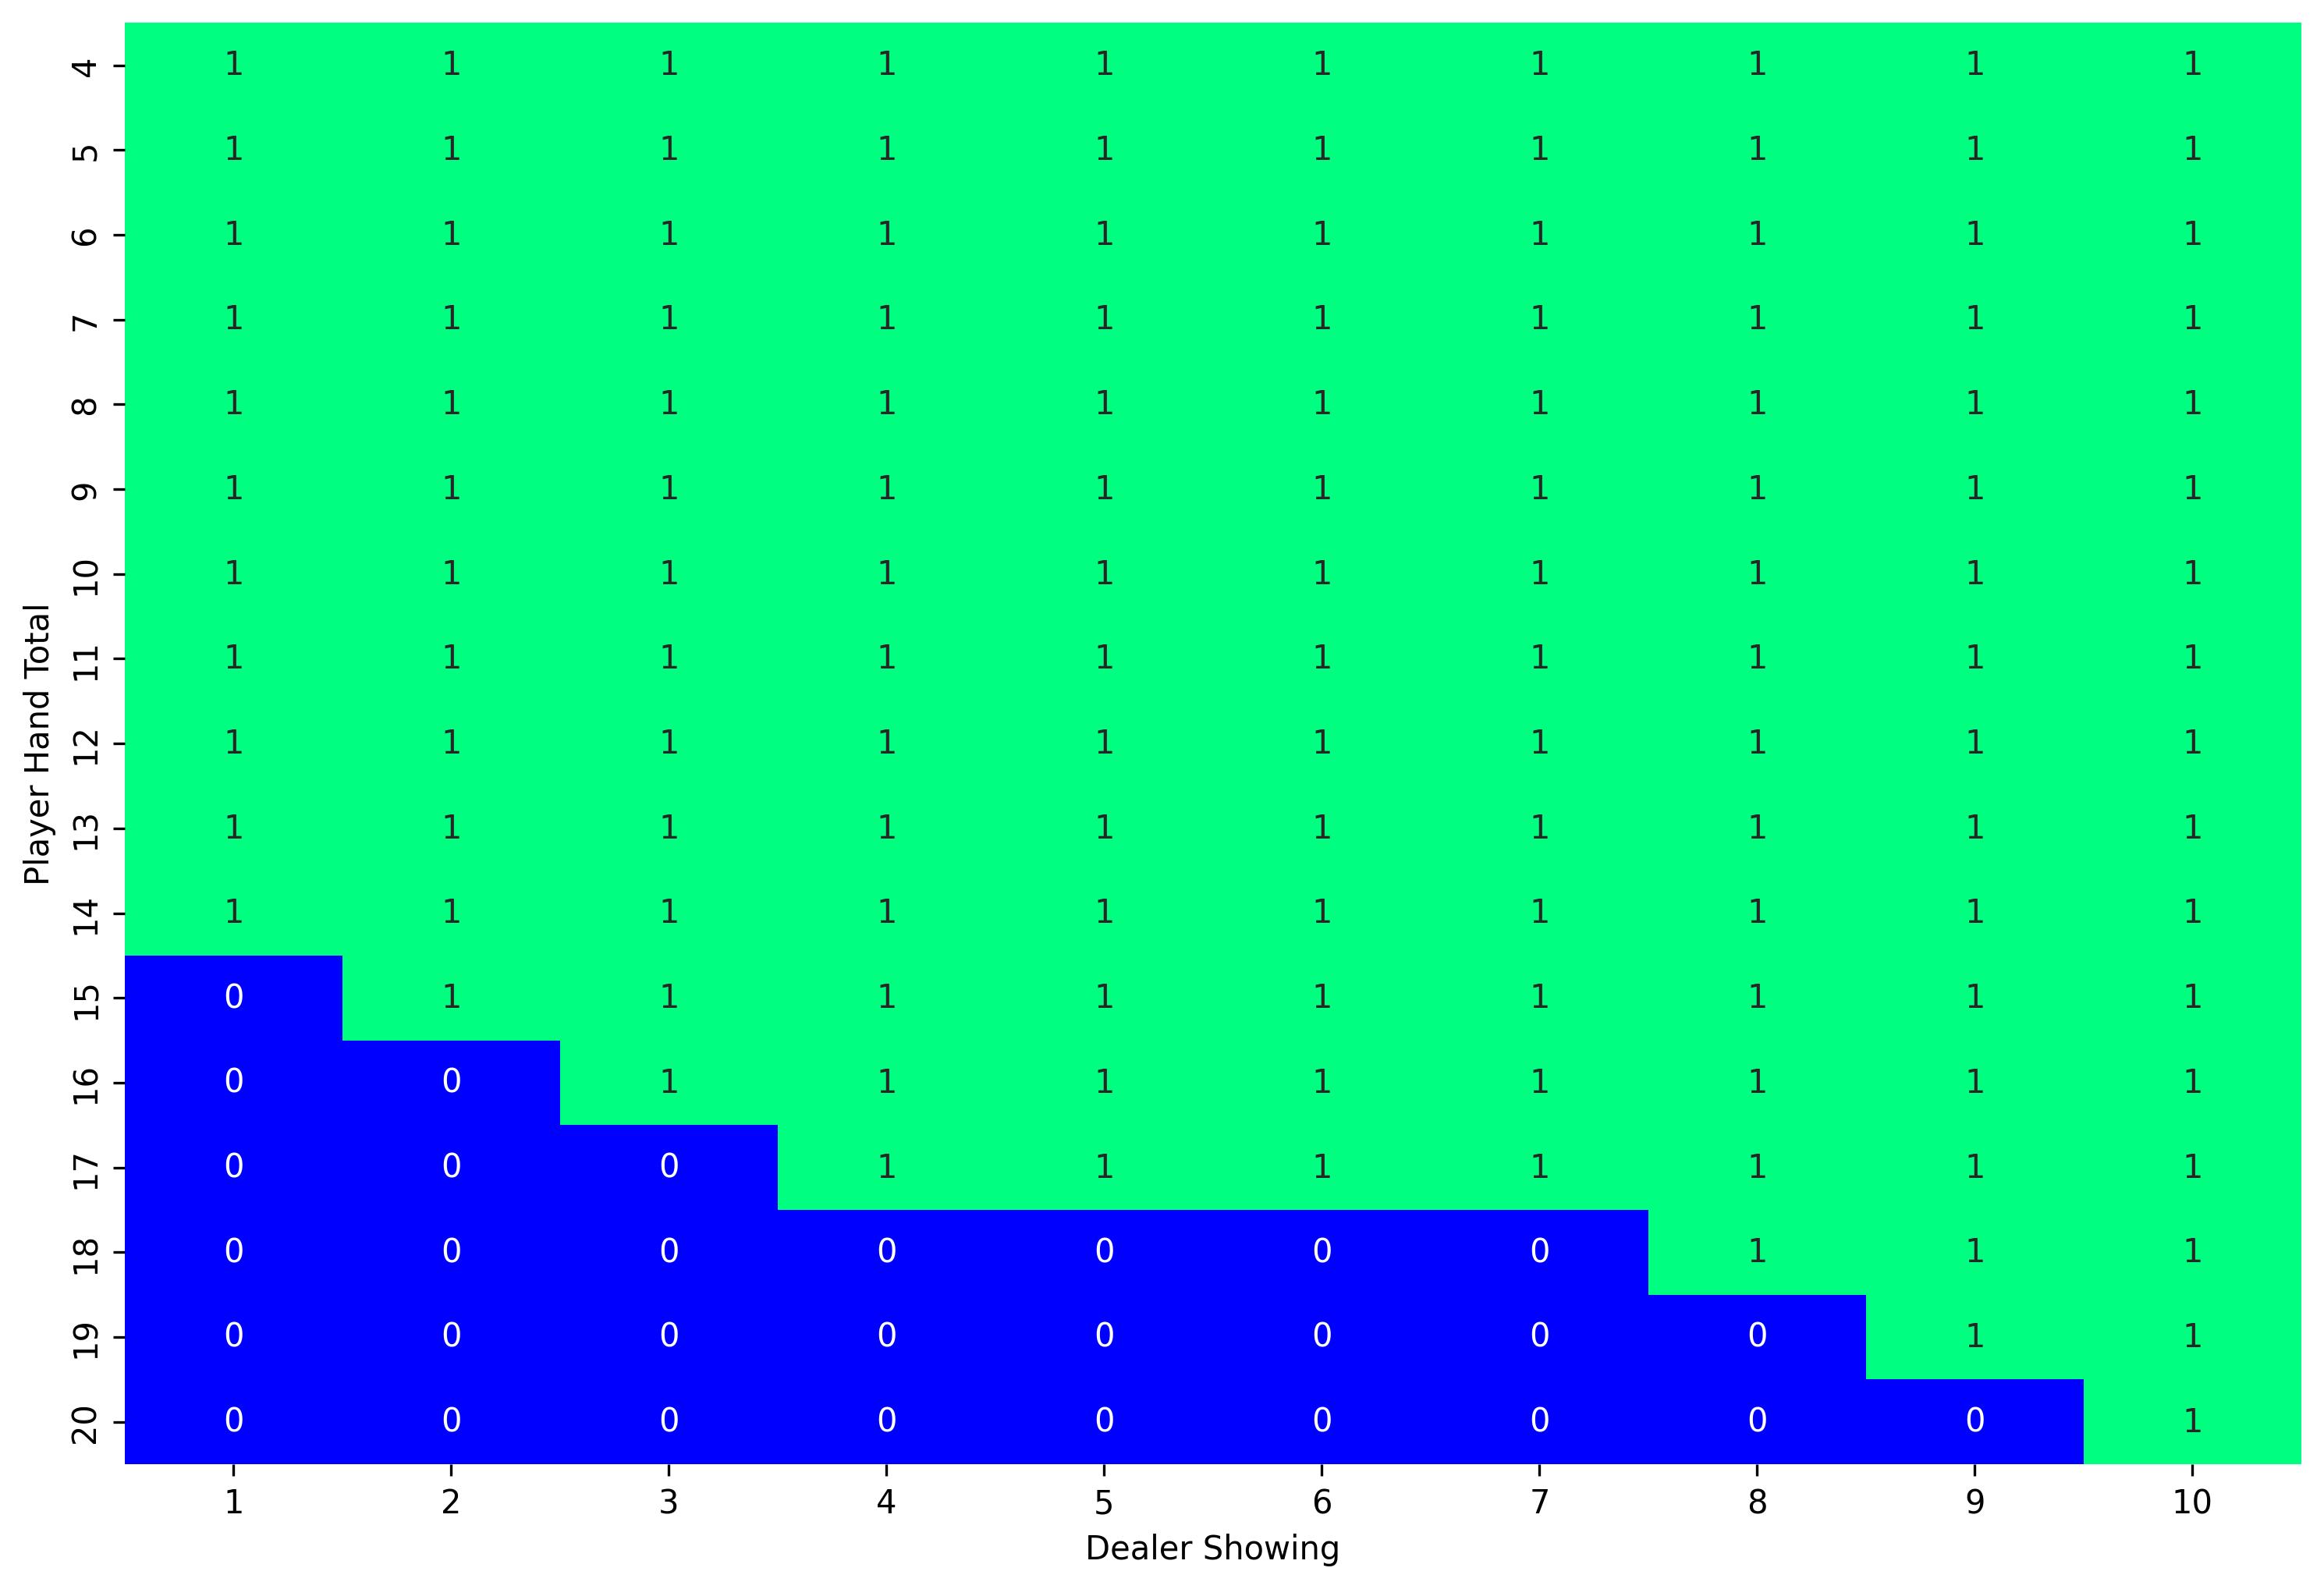 4 1 1 1 1 1 1 1 1 1 1
5 1 1 1 1 1 1 1 1 1 1
6 1 1 1 1 1 1 1 1 1 1
7 1 1 1 1 1 1 1 1 1 1
8 1 1 1 1 1 1 1 1 1 1
9 1 1 1 1 1 1 1 1 1 1
10 1 1 1 1 1 1 1 1 1 1
11 1 1 1 1 1 1 1 1 1 1
12 1 1 1 1 1 1 1 1 1 1
13 1 1 1 1 1 1 1 1 1 1
14 1 1 1 1 1 1 1 1 1 1
15 0 1 1 1 1 1 1 1 1 1
16 0 0 1 1 1 1 1 1 1 1
17 0 0 0 1 1 1 1 1 1 1
18 0 0 0 0 0 0 0 1 1 1
19 0 0 0 0 0 0 0 0 1 1
20 0 0 0 0 0 0 0 0 0 1
1 2 3 4 5 6 7 8 9 10
Player Hand Total
Dealer Showing